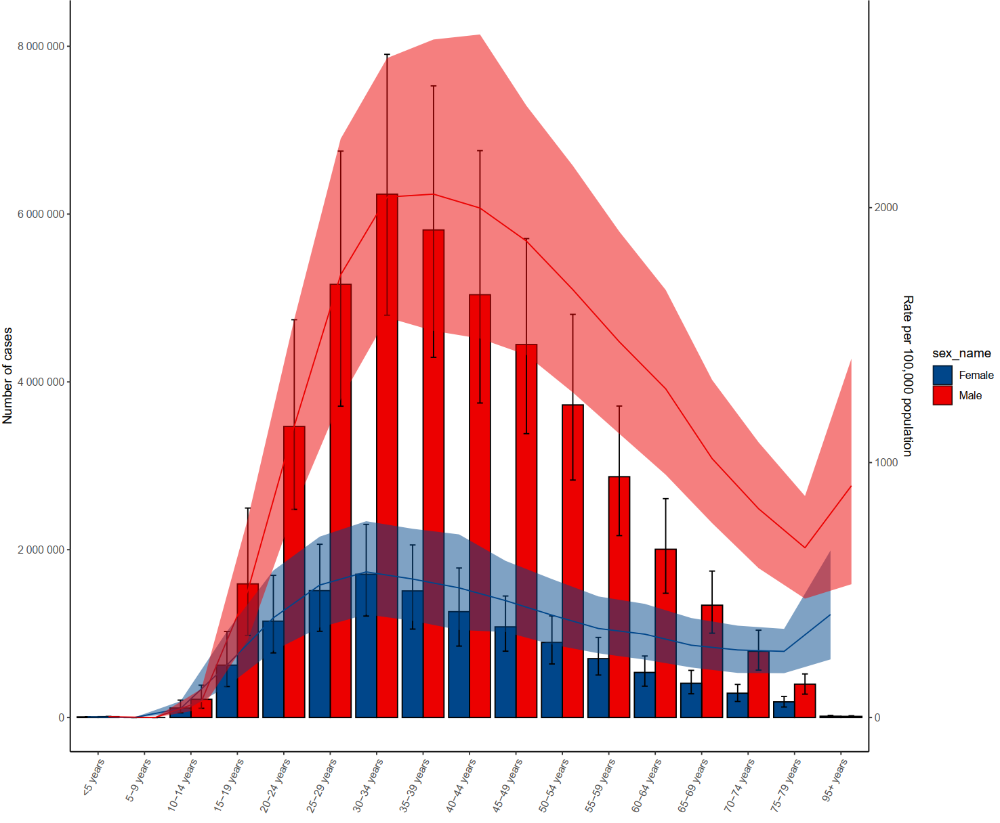 8 000 000
6 000 000
4 000 000
2 000 000
0
Number of cases
2000
1000
0
Rate per 100,000 population
sex_name
Female
Male
<5 years
5−9 years
10−14 years
15−19 years
20−24 years
25−29 years
30−34 years
35−39 years
40−44 years
45−49 years
50−54 years
55−59 years
60−64 years
65−69 years
70−74 years
75−79 years
95+ years